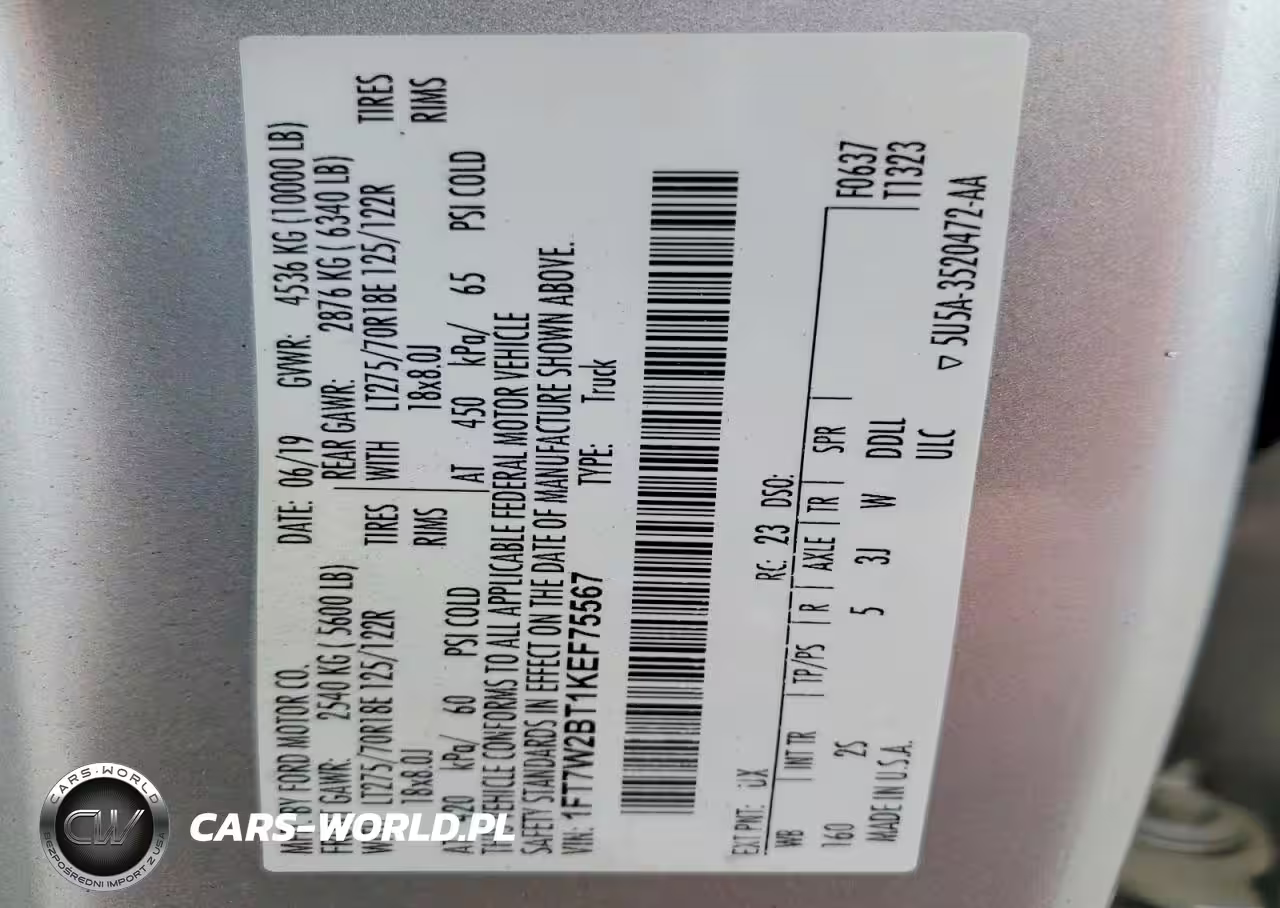 MFD. BY FORD MOTOR CO. DATE: 06/19 GVWR: 4536 KG (10000 LB)
GAWR: 2540 KG ( 5600 LB) REAR GAWR: 2876 KG ( 6340 LB)
LT275/70R18E 125/122R TIRES WITH LT275/70R18E 125/122R TIRES
18x8.0J RIMS 18x8.0J RIMS
AT 420 kPa/ 60 PSI COLD AT 450 kPa/ 65 PSI COLD
THIS VEHICLE CONFORMS TO ALL APPLICABLE FEDERAL MOTOR VEHICLE
SAFETY STANDARDS IN EFFECT ON THE DATE OF MANUFACTURE SHOWN ABOVE.
VIN: 1FT7W2BT1KEF75567 TYPE: Truck
EXT PNT: UX RC: 23 DSO:
WB INT TR TP/PS R AXLE TR SPR F0637
160 2S 5 3J W DDLL T1323
MADE IN U.S.A. ULC
▽ 5U5A-3520472-AA
CARS-WORLD
CW
BEZPOŚREDNI IMPORT Z USA
CARS-WORLD.PL